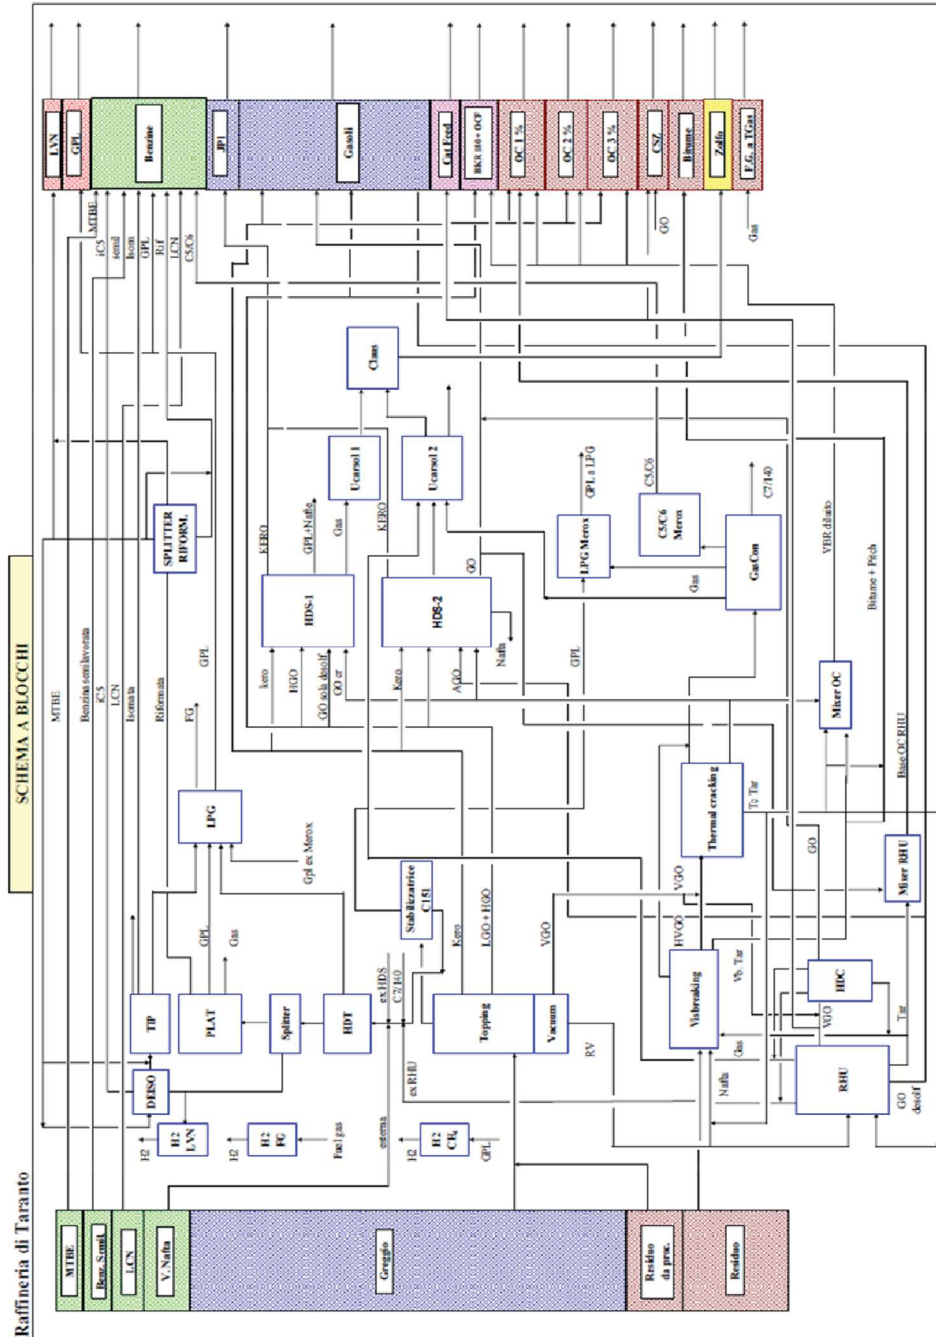 Raffineria di Taranto
SCHEMA A BLOCCHI
MTBE
Benz. Semil.
LCN
V. Nafta
Greggio
Residuo
da proc.
Residuo
H2
H2
LVN
H2
H2
FG
Fuel gas
esterna
H2
H2
CH4
GPL
DEISO
TIP
PLAT
GPL
Gas
Splitter
HDT
ex HDS
C7/140
ex RHU
Stabilizzatrice
C151
Topping
Vacuum
Kero
LGO + HGO
VGO
RV
Visbreaking
HVGO
VGO
Vb. Tar
Nafta
Gas
RHU
VGO
HDC
Tar
GO
desolf
GO
Mixer RHU
Base OC RHU
Thermal cracking
Tc Tar
Mixer OC
VBR diluito
Bitume + Pitch
LPG
FG
GPL
Gpl ex Merox
MTBE
Benzina semilavorata
iC5
LCN
Isomata
Riformata
SPLITTER
RIFORM.
kero
HGO
GO sola desolf
GO er
HDS-1
KERO
GPL+Nafte
Gas
Ucarsol 1
Kero
AGO
HDS-2
KERO
GO
Nafta
Ucarsol 2
Claus
GPL
LPG Merox
GPL a LPG
C5/C6
Merox
C5/C6
Gas
GasCon
C7/140
MTBE
iC5
semil
Isom
GPL
Rif
LCN
C5/C6
GO
Gas
LVN
GPL
Benzine
JP1
Gasoli
Cat Feed
BKR 180 + OCF
OC 1 %
OC 2 %
OC 3 %
CSZ
Bitume
Zolfo
F.G. a TGas